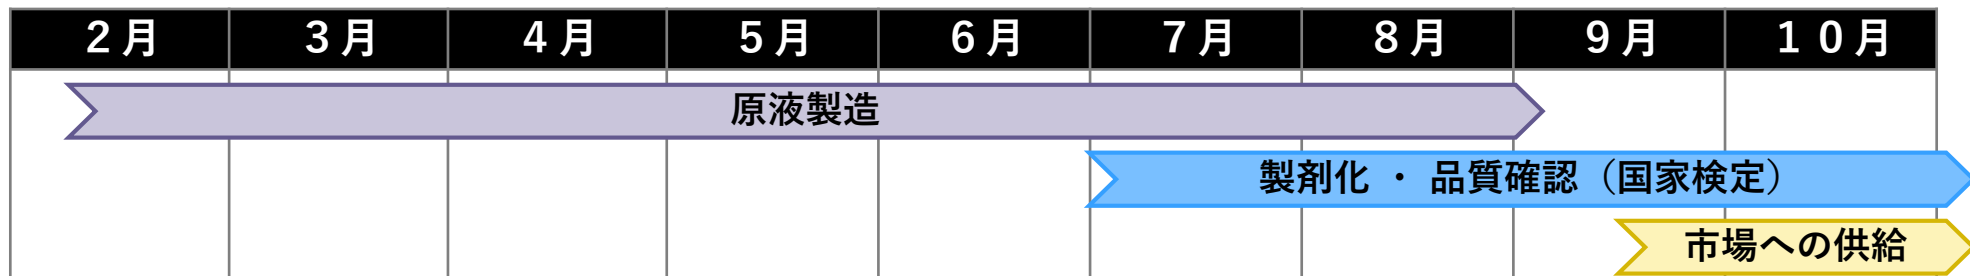 2月 3月 4月 5月 6月 7月 8月 9月 10月
原液製造
製剤化 ・ 品質確認（国家検定）
市場への供給